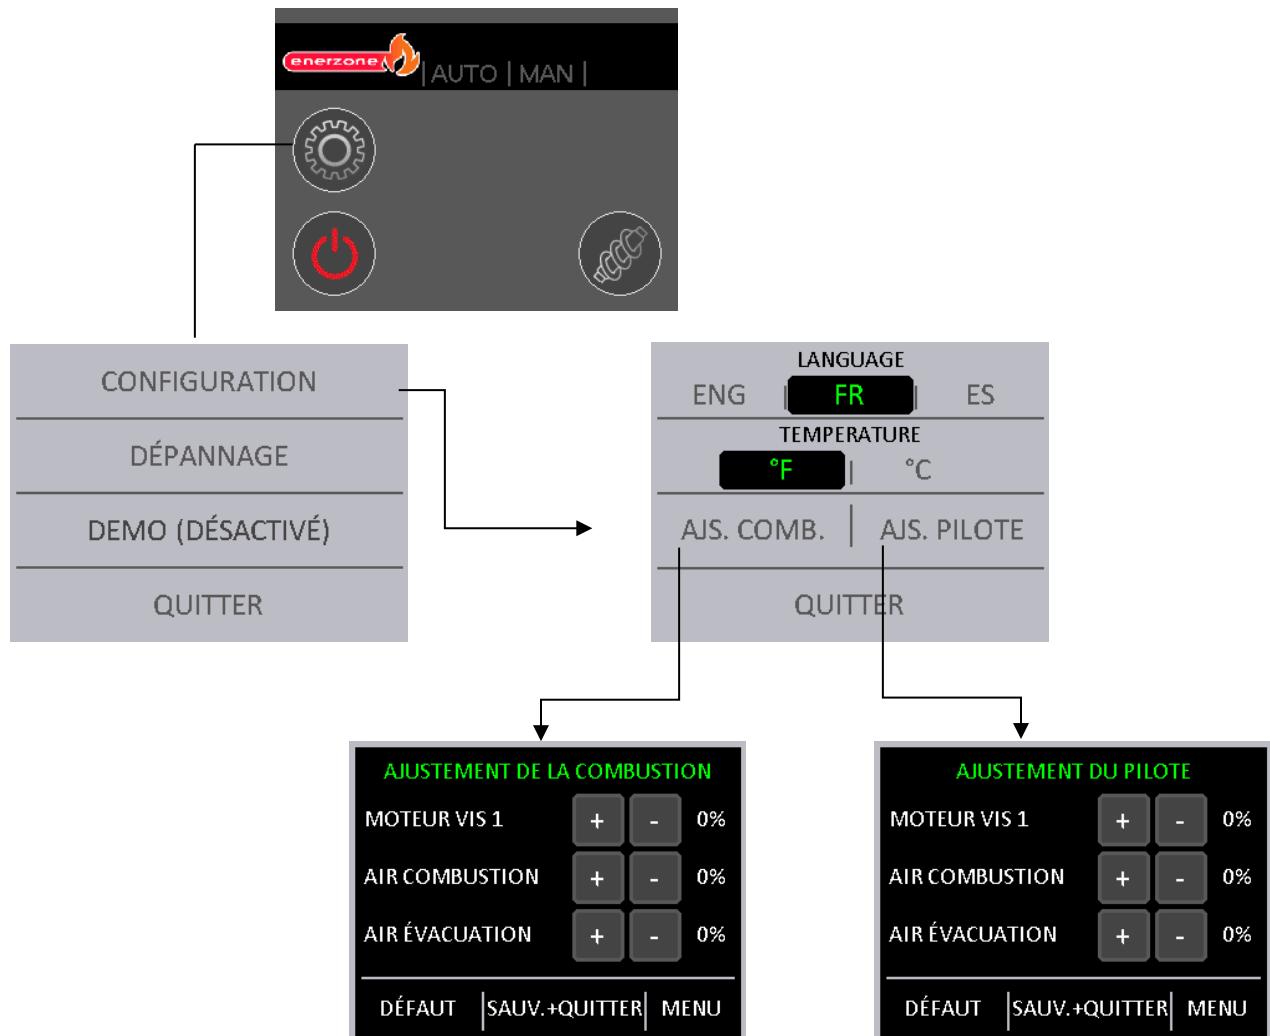 enerzone
| AUTO | MAN |
CONFIGURATION
DÉPANNAGE
DEMO (DÉSACTIVÉ)
QUITTER
LANGUAGE
ENG | FR | ES
TEMPERATURE
°F | °C
AJS. COMB. | AJS. PILOTE
QUITTER
AJUSTEMENT DE LA COMBUSTION
MOTEUR VIS 1 + - 0%
AIR COMBUSTION + - 0%
AIR ÉVACUATION + - 0%
DÉFAUT |SAUV.+QUITTER| MENU
AJUSTEMENT DU PILOTE
MOTEUR VIS 1 + - 0%
AIR COMBUSTION + - 0%
AIR ÉVACUATION + - 0%
DÉFAUT |SAUV.+QUITTER| MENU